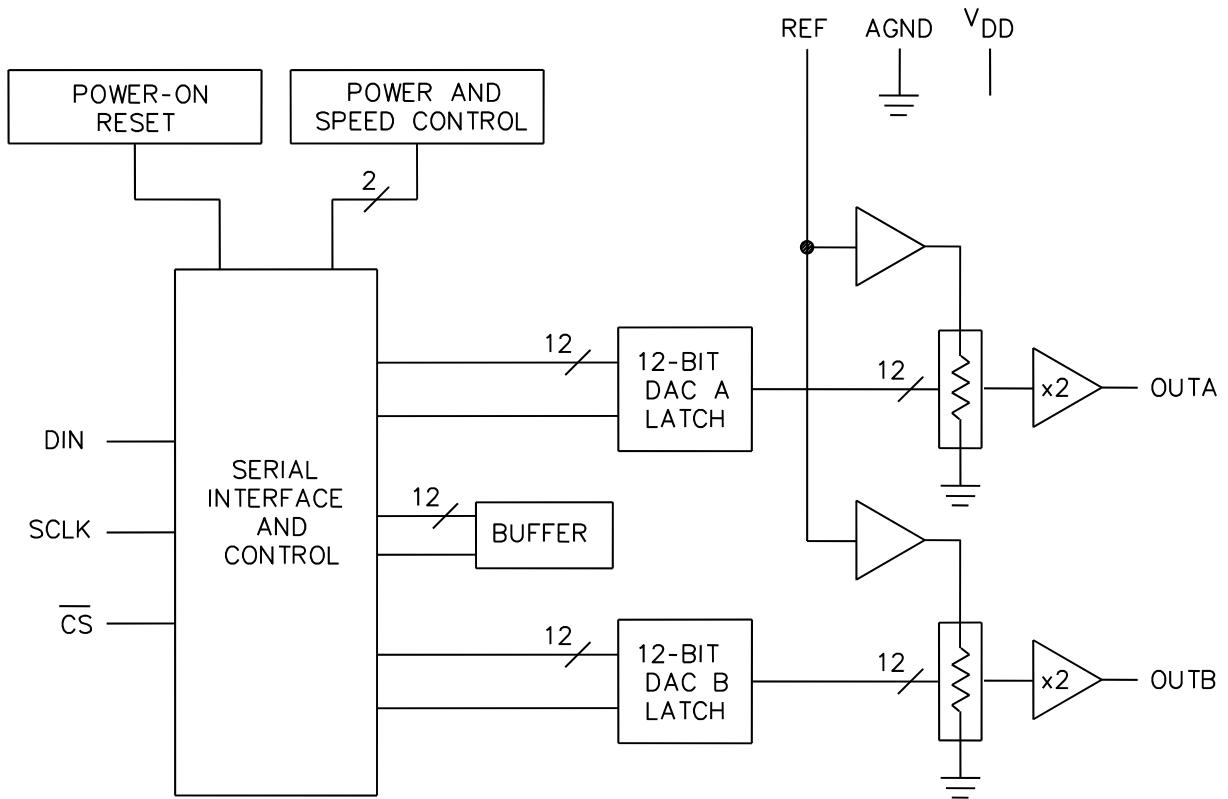 REF AGND VDD
POWER-ON
RESET
POWER AND
SPEED CONTROL
2
12
12-BIT
DAC A
LATCH
12
x2
OUTA
DIN
SERIAL
INTERFACE
AND
CONTROL
12
BUFFER
SCLK
CS
12
12-BIT
DAC B
LATCH
12
x2
OUTB